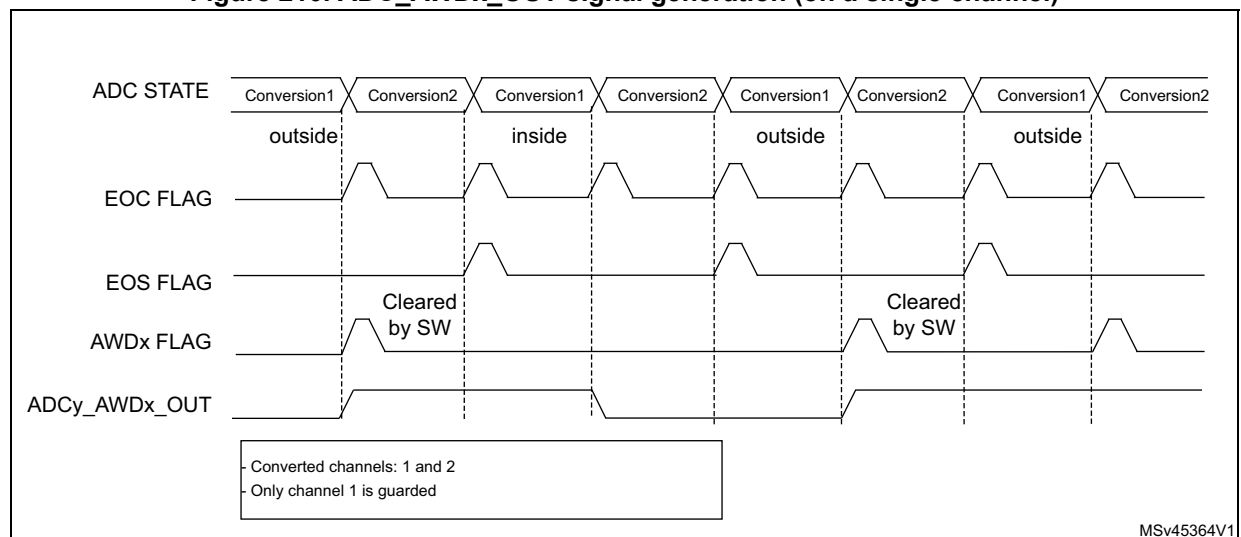 ADC STATE Conversion1 Conversion2 Conversion1 Conversion2 Conversion1 Conversion2 Conversion1 Conversion2
outside inside outside outside
EOC FLAG
EOS FLAG
Cleared by SW Cleared by SW
AWDx FLAG
ADCy_AWDx_OUT
- Converted channels: 1 and 2
- Only channel 1 is guarded
MSv45364V1